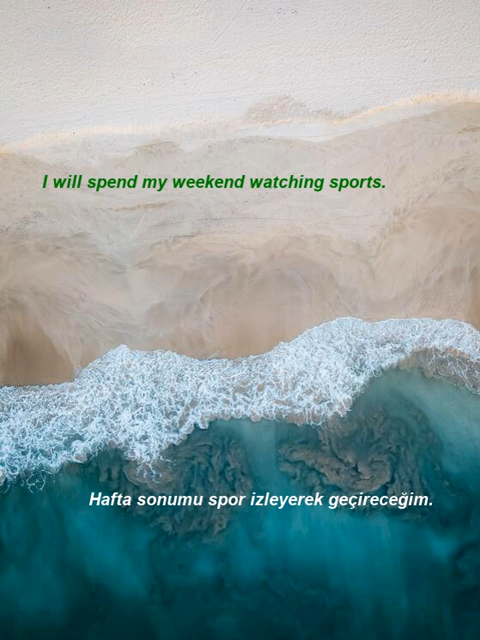 I will spend my weekend watching sports.
Hafta sonumu spor izleyerek geçireceğim.